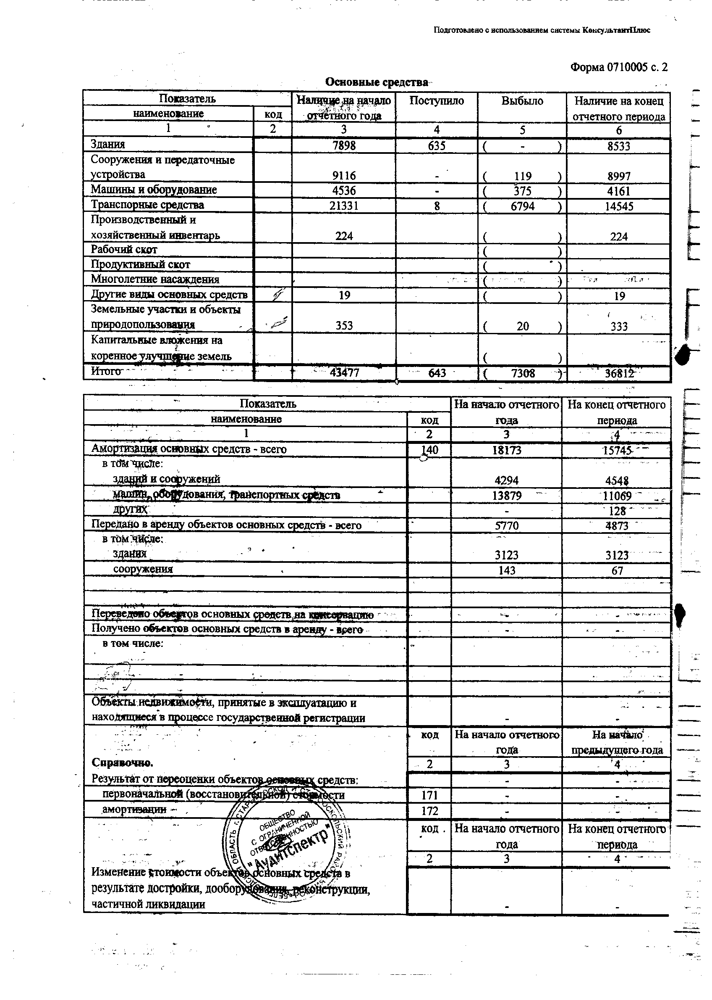 Подготовлено с использованием системы КонсультантПлюс
Форма 0710005 с. 2
Основные средства
Показатель Наличие на начало отчетного года Поступило Выбыло Наличие на конец отчетного периода
наименование код
1 2 3 4 5 6
Здания 7898 635 ( - ) 8533
Сооружения и передаточные
устройства 9116 - ( 119 ) 8997
Машины и оборудование 4536 - ( 375 ) 4161
Транспорные средства 21331 8 ( 6794 ) 14545
Производственный и
хозяйственный инвентарь 224 ( ) 224
Рабочий скот ( )
Продуктивный скот ( )
Многолетние насаждения ( )
Другие виды основных средств 19 ( ) 19
Земельные участки и объекты
природопользования 353 ( 20 ) 333
Капитальные вложения на
коренное улучшение земель ( )
Итого 43477 643 ( 7308 ) 36812
Показатель На начало отчетного года На конец отчетного периода
наименование код
1 2 3 4
Амортизация основных средств - всего 140 18173 15745
в том числе:
зданий и сооружений 4294 4548
машин, оборудования, транспортных средств 13879 11069
других - 128
Передано в аренду объектов основных средств - всего 5770 4873
в том числе:
здания 3123 3123
сооружения 143 67
Переведено объектов основных средств на консервацию - -
Получено объектов основных средств в аренду - всего - -
в том числе:
Объекты недвижимости, принятые в эксплуатацию и
находящиеся в процессе государственной регистрации - -
код На начало отчетного года На начало предыдущего года
Справочно. 2 3 4
Результат от переоценки объектов основных средств: - -
первоначальной (восстановительной) стоимости 171 - -
амортизации 172 - -
код На начало отчетного года На конец отчетного периода
2 3 4
Изменение стоимости объектов основных средств в
результате достройки, дооборудования, реконструкции,
частичной ликвидации - -
ОБЩЕСТВО
С ОГРАНИЧЕННОЙ
ОТВЕТСТВЕННОСТЬЮ
"Аудитспектр"